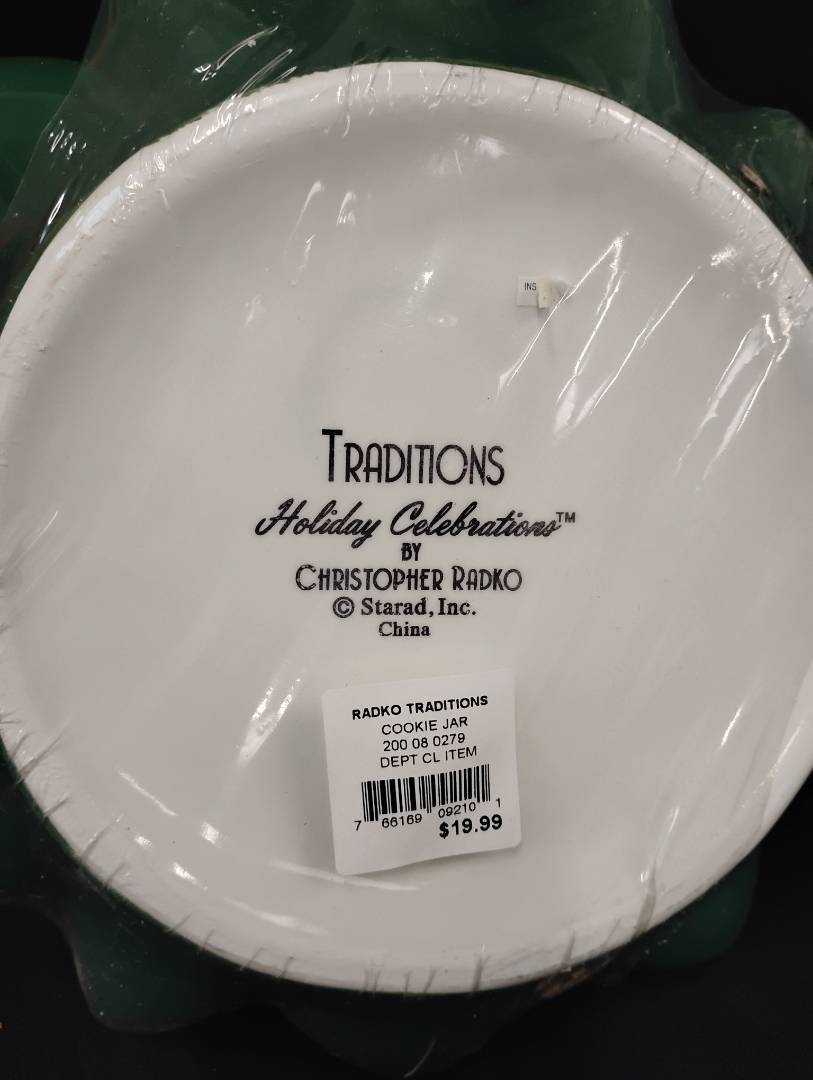 INS
TRADITIONS
Holiday Celebrations™
BY
CHRISTOPHER RADKO
© Starad, Inc.
China
RADKO TRADITIONS
COOKIE JAR
200 08 0279
DEPT CL ITEM
7 66169 09210 1
$19.99